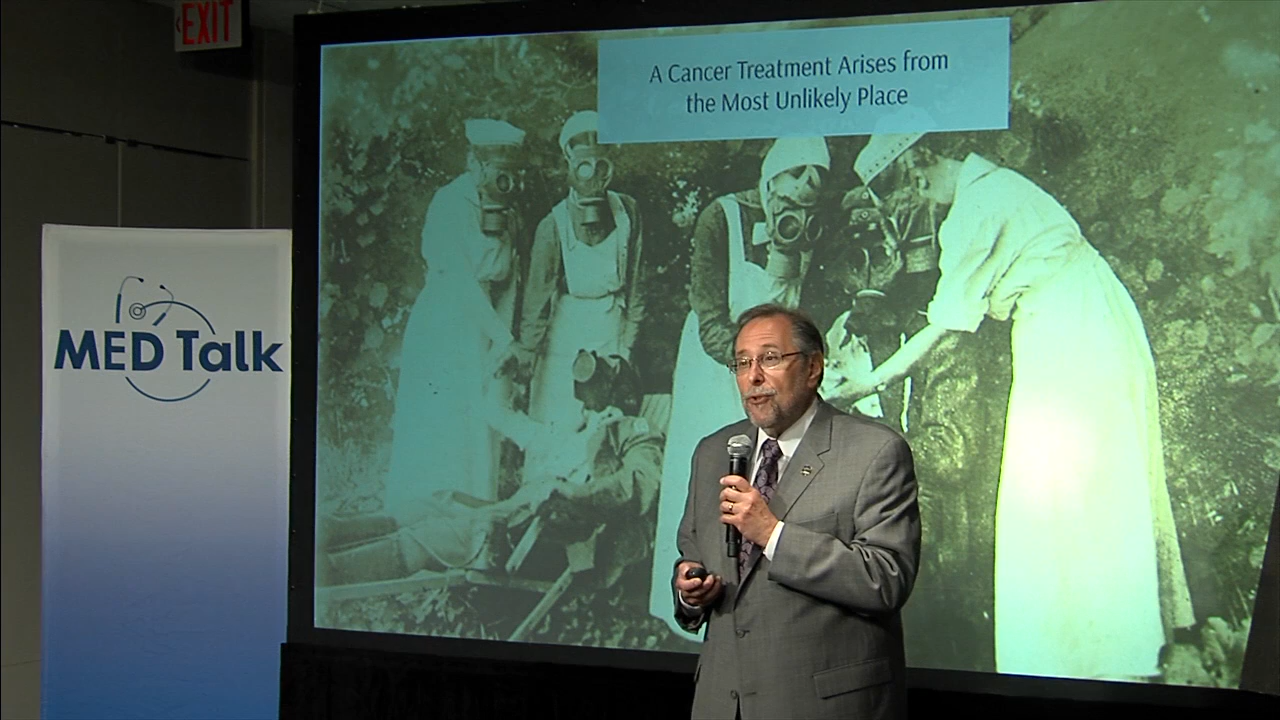 EXIT
A Cancer Treatment Arises from
the Most Unlikely Place
MED Talk